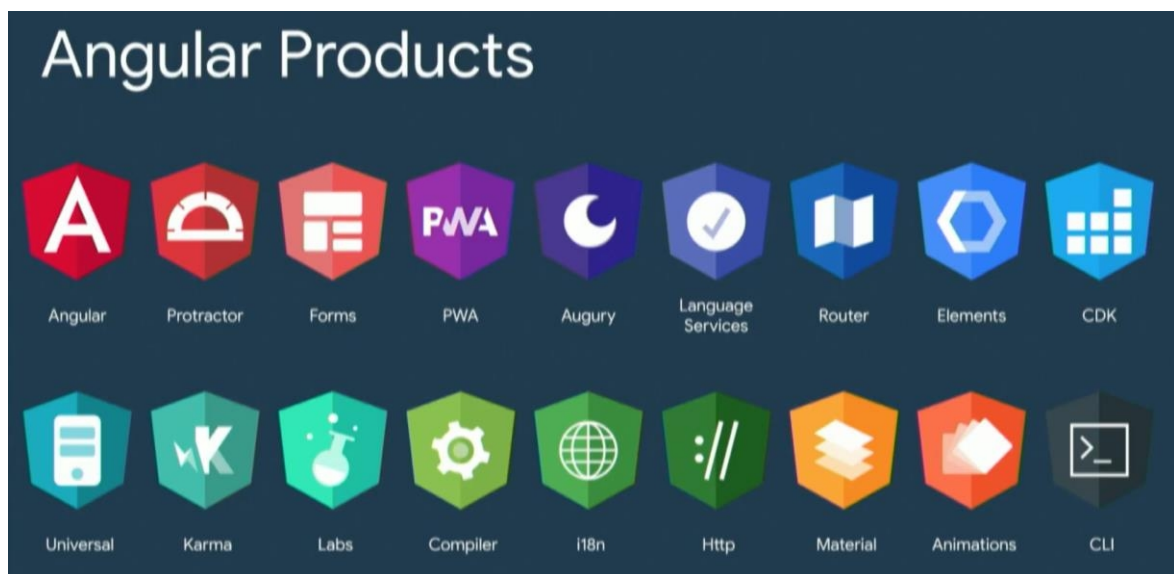 Angular Products
A
PWA
Angular
Protractor
Forms
PWA
Augury
Language
Services
Router
Elements
CDK
K
://
>_
Universal
Karma
Labs
Compiler
i18n
Http
Material
Animations
CLI